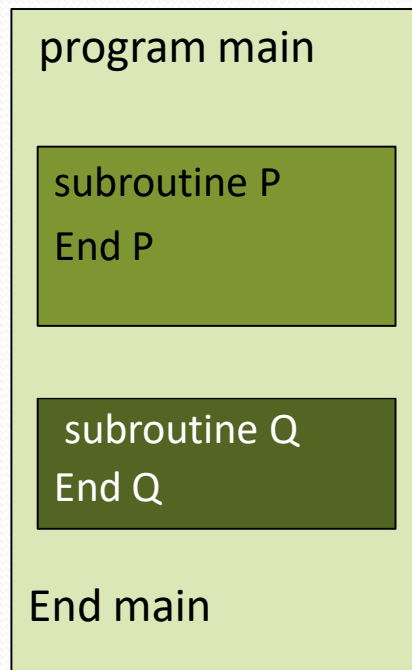 program main
subroutine P
End P
subroutine Q
End Q
End main